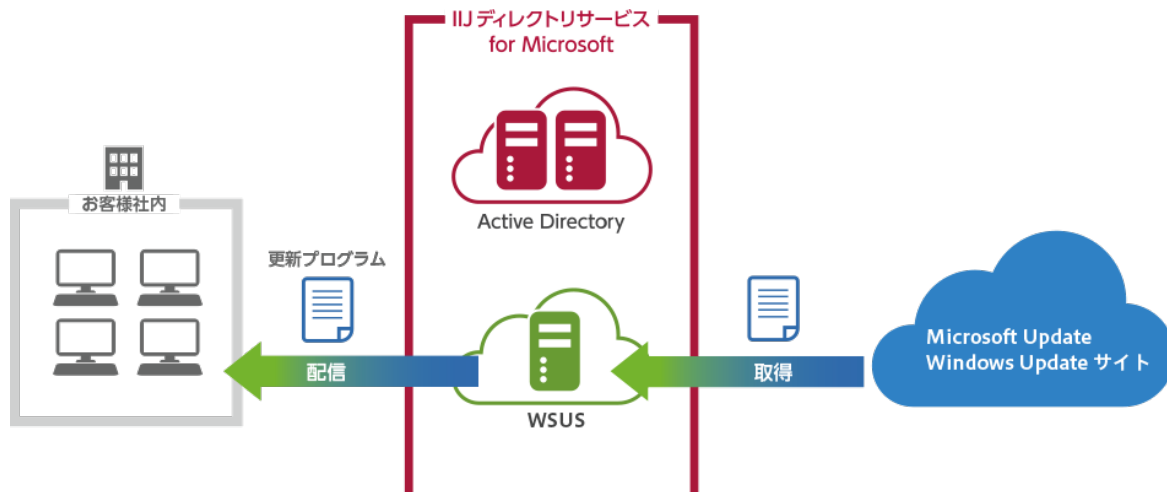 IIJ ディレクトリサービス
for Microsoft
Active Directory
お客様社内
更新プログラム
配信
WSUS
取得
Microsoft Update
Windows Update サイト